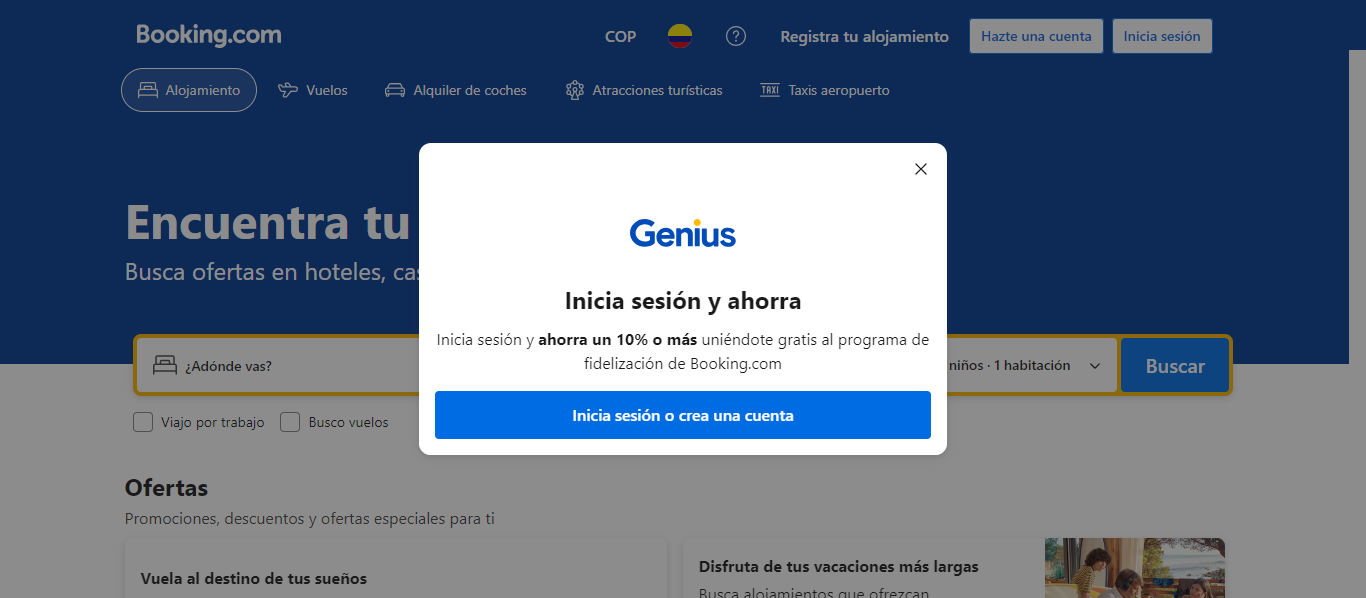 Booking.com
COP
Registra tu alojamiento
Hazte una cuenta
Inicia sesión
Alojamiento
Vuelos
Alquiler de coches
Atracciones turísticas
TAXI
Taxis aeropuerto
Encuentra tu
Busca ofertas en hoteles,
Genius
Inicia sesión y ahorra
Inicia sesión y ahorra un 10% o más uniéndote gratis al programa de
fidelización de Booking.com
Inicia sesión o crea una cuenta
¿Adónde vas?
niños · 1 habitación
Buscar
Viajo por trabajo
Busco vuelos
Ofertas
Promociones, descuentos y ofertas especiales para ti
Vuela al destino de tus sueños
Disfruta de tus vacaciones más largas
Busca alojamientos que ofrezcan